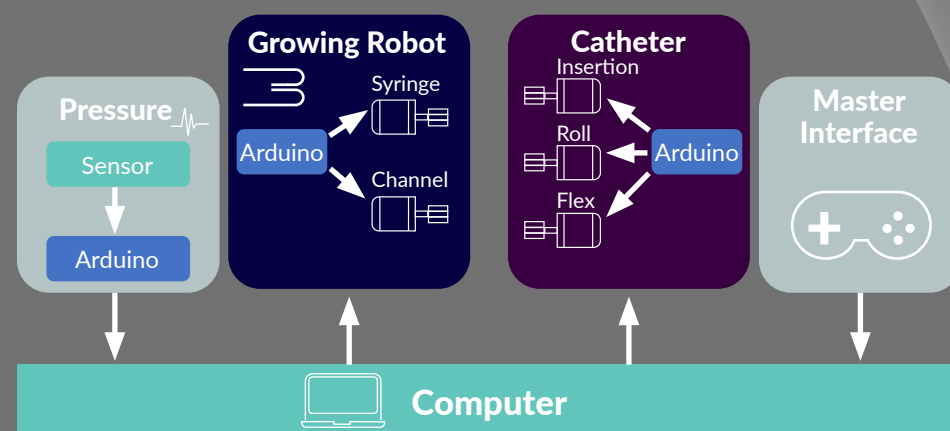 Pressure
Sensor
Arduino
Growing Robot
Syringe
Arduino
Channel
Catheter
Insertion
Roll
Arduino
Flex
Master
Interface
Computer